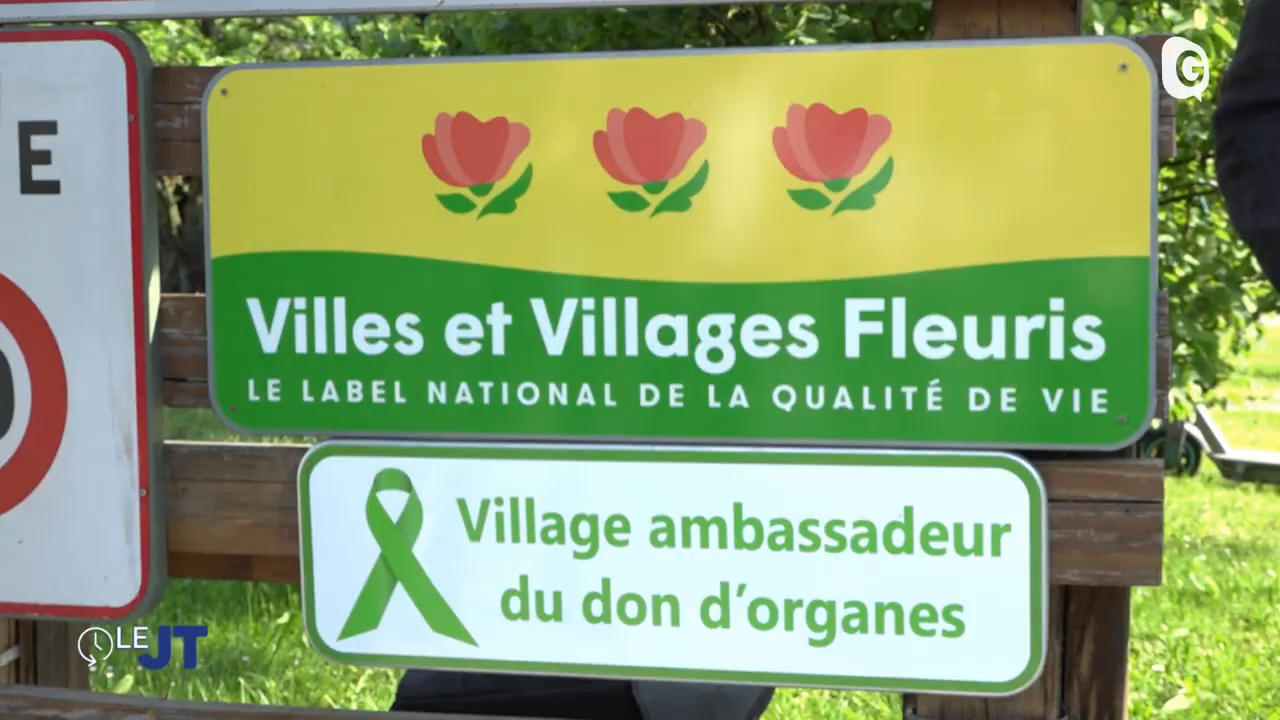 E
G
Villes et Villages Fleuris
LE LABEL NATIONAL DE LA QUALITÉ DE VIE
Village ambassadeur
du don d'organes
LE JT